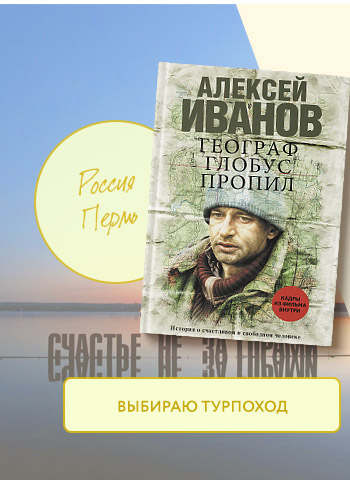 АЛЕКСЕЙ
ИВАНОВ
ГЕОГРАФ
ГЛОБУС
ПРОПИЛ
Россия
Пермь
КАДРЫ
ИЗ ФИЛЬМА
ВНУТРИ
История о счастливом и свободном человеке
СЧАСТЬЕ НЕ ЗА ГОРАМИ
ВЫБИРАЮ ТУРПОХОД